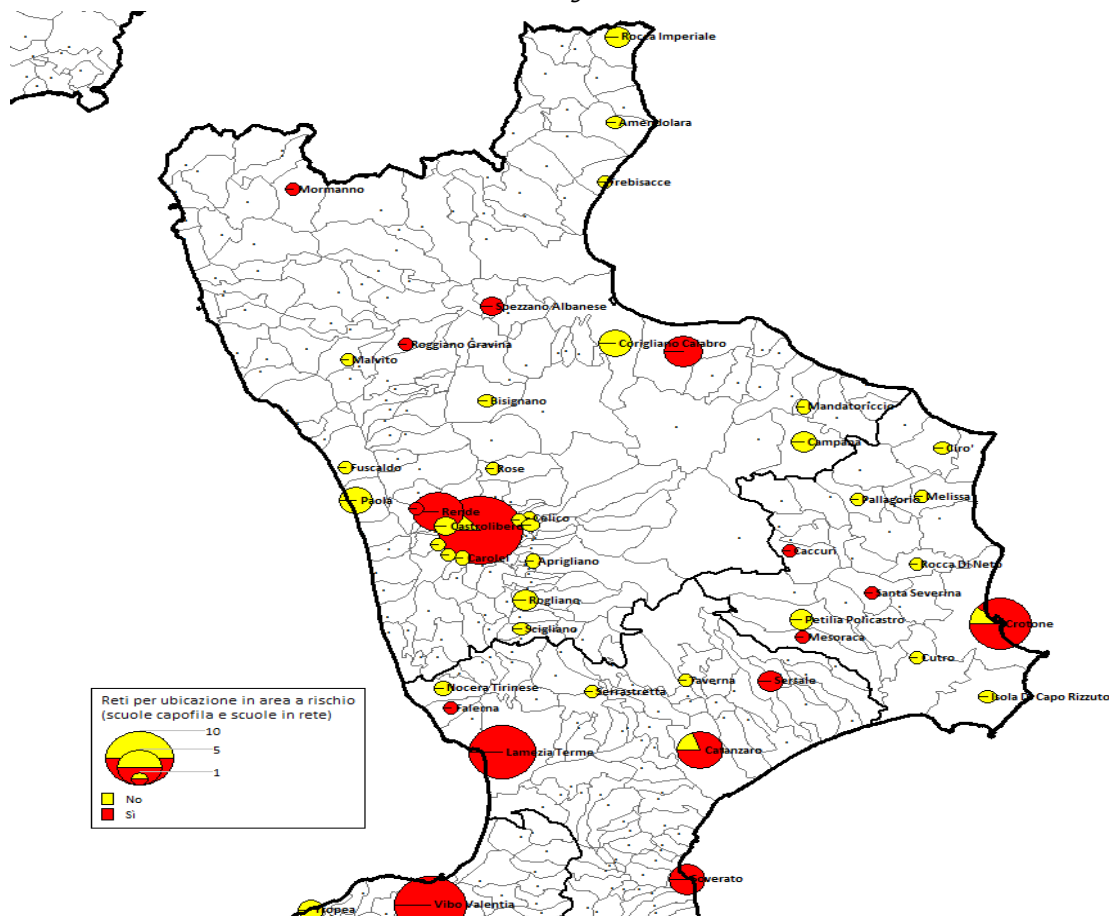 Rocca Imperiale
Amendolara
Trebisacce
Mormanno
Spezzano Albanese
Roggiano Gravina
Corigliano Calabro
Malvito
Bisignano
Mandatoriccio
Campana
Ciro'
Fuscaldo
Rose
Paola
Pallagorio
Melissa
Rende
Celico
Castrolibero
Caccuri
Carolei
Aprigliano
Rocca Di Neto
Santa Severina
Rogliano
Petilia Policastro
Crotone
Scigliano
Mesoraca
Cutro
Taverna
Sersale
Nocera Tirinese
Serrastretta
Isola Di Capo Rizzuto
Falerna
Reti per ubicazione in area a rischio
(scuole capofila e scuole in rete)
10
5
1
No
Sì
Lamezia Terme
Catanzaro
Soverato
Vibo Valentia
Tropea